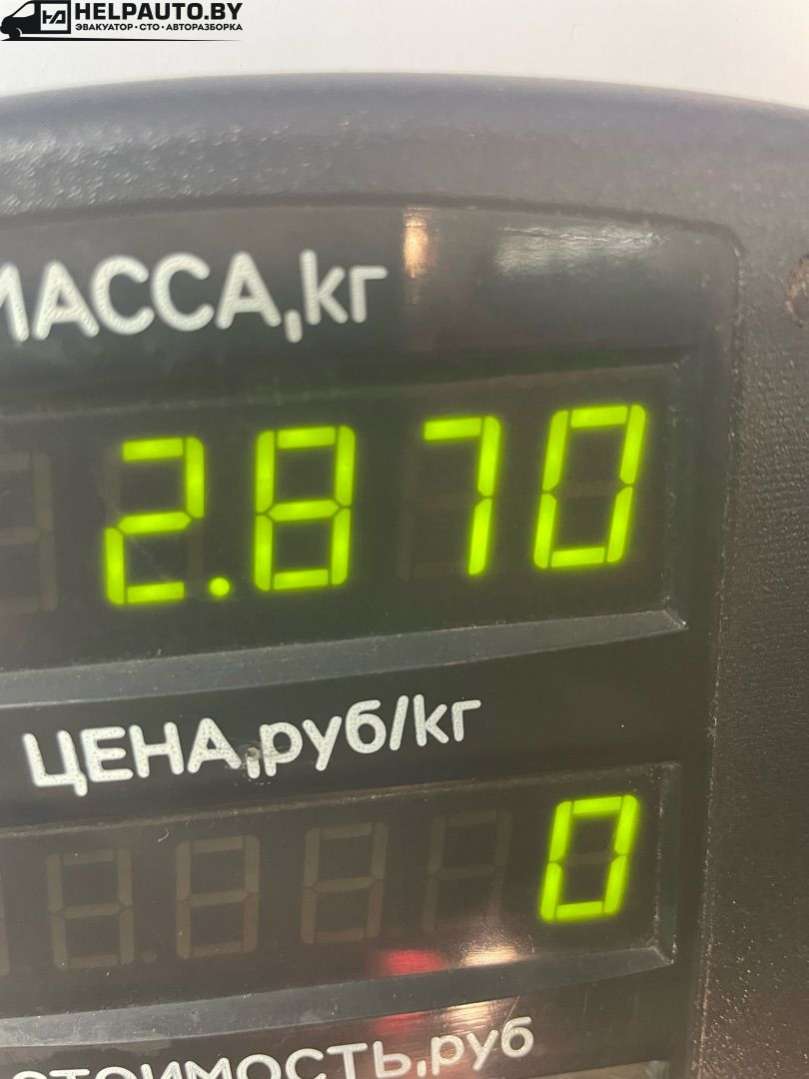 HELPAUTO.BY
ЭВАКУАТОР • СТО • АВТОРАЗБОРКА
МАССА,кг
2.870
ЦЕНА,руб/кг
0
СТОИМОСТЬ,руб